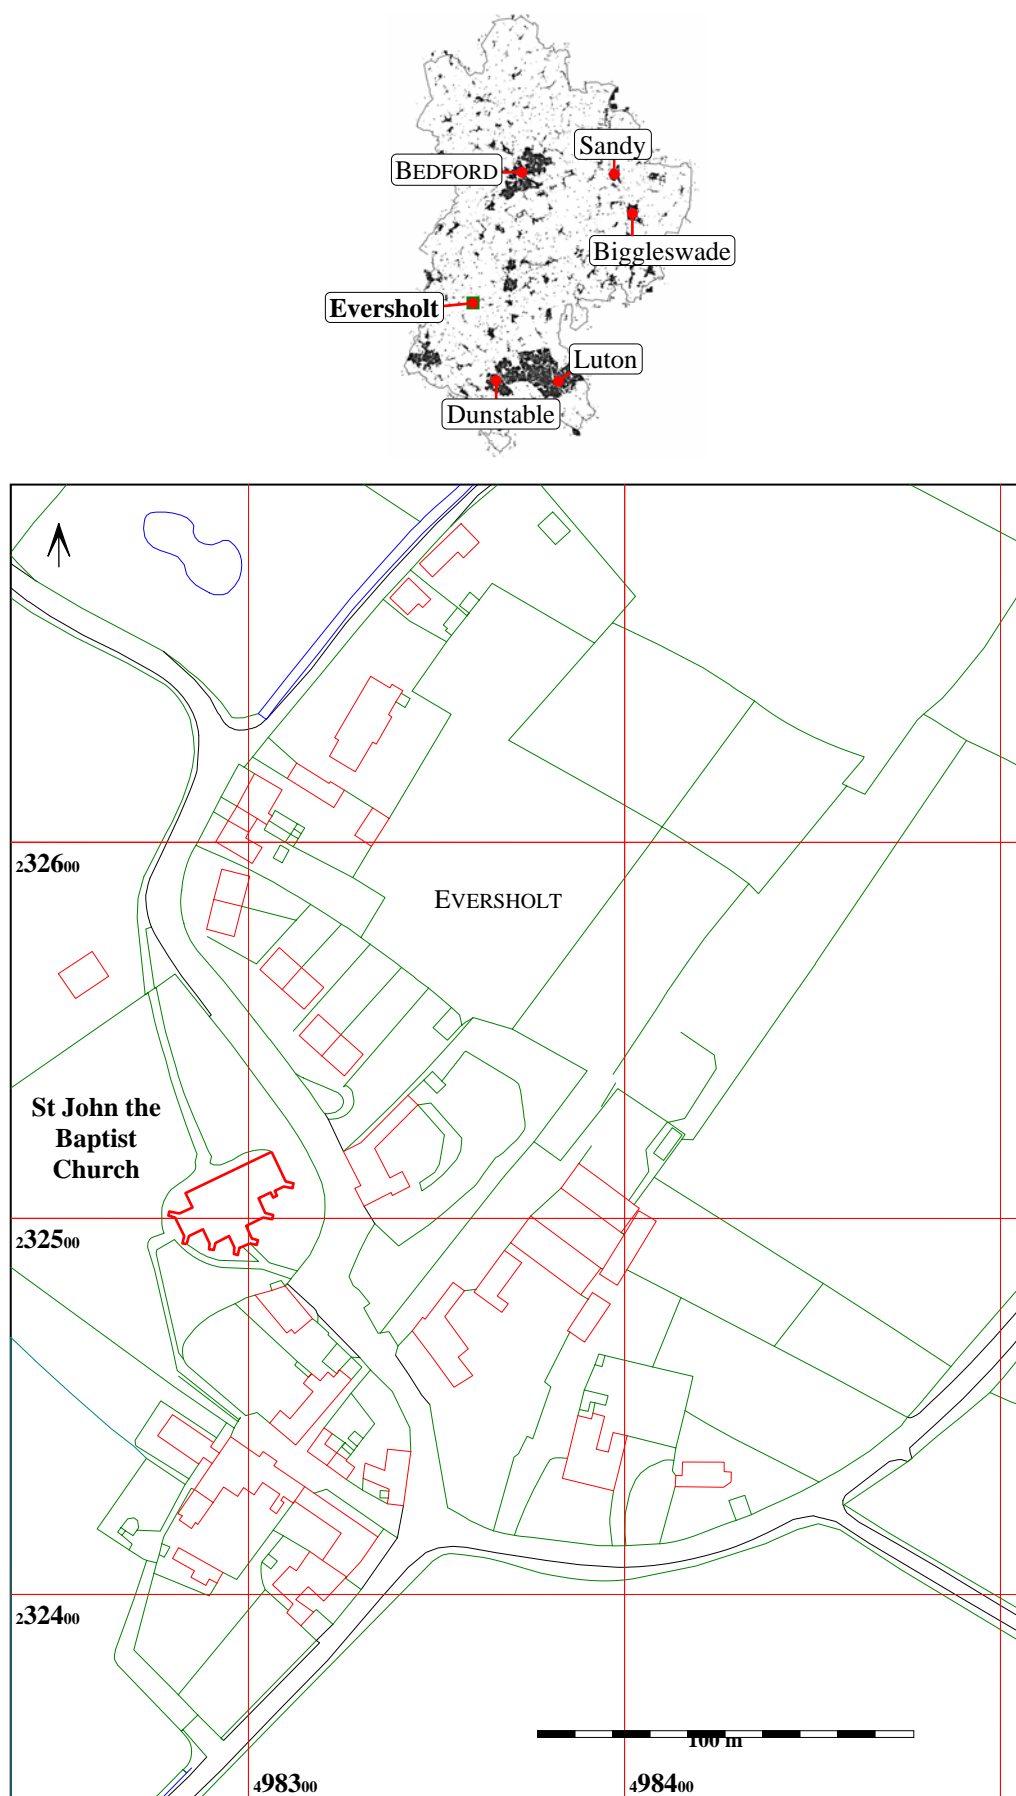 Sandy
BEDFORD
Biggleswade
Eversholt
Luton
Dunstable
232600
EVERSHOLT
St John the
Baptist
Church
232500
232400
100 m
498300
498400